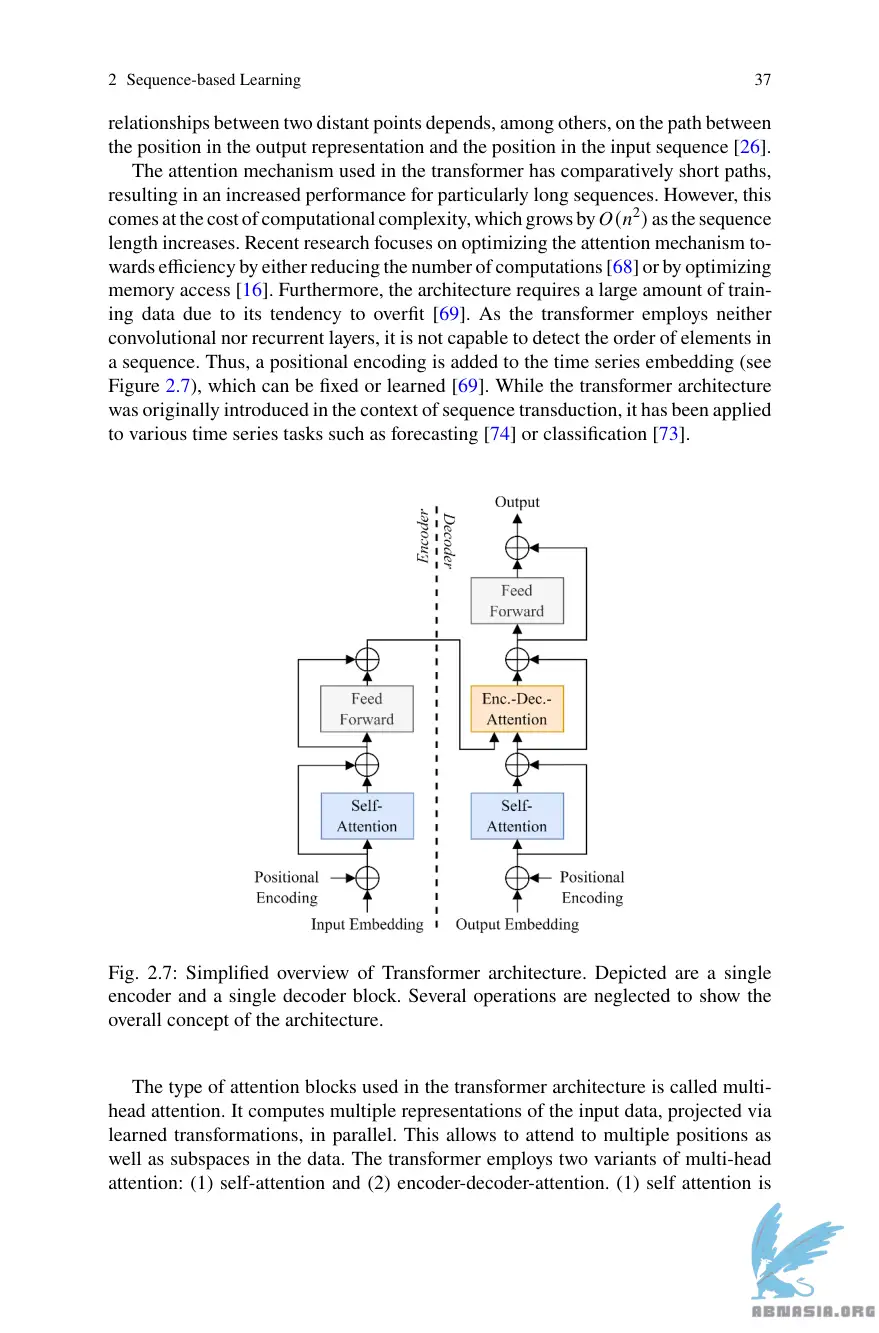 2 Sequence-based Learning 37
relationships between two distant points depends, among others, on the path between
the position in the output representation and the position in the input sequence [26].
The attention mechanism used in the transformer has comparatively short paths,
resulting in an increased performance for particularly long sequences. However, this
comes at the cost of computational complexity, which grows by O(n²) as the sequence
length increases. Recent research focuses on optimizing the attention mechanism to-
wards efficiency by either reducing the number of computations [68] or by optimizing
memory access [16]. Furthermore, the architecture requires a large amount of train-
ing data due to its tendency to overfit [69]. As the transformer employs neither
convolutional nor recurrent layers, it is not capable to detect the order of elements in
a sequence. Thus, a positional encoding is added to the time series embedding (see
Figure 2.7), which can be fixed or learned [69]. While the transformer architecture
was originally introduced in the context of sequence transduction, it has been applied
to various time series tasks such as forecasting [74] or classification [73].
Output
Encoder
Decoder
Feed
Forward
Feed
Forward
Enc.-Dec.-
Attention
Self-
Attention
Self-
Attention
Positional
Encoding
Positional
Encoding
Input Embedding
Output Embedding
Fig. 2.7: Simplified overview of Transformer architecture. Depicted are a single
encoder and a single decoder block. Several operations are neglected to show the
overall concept of the architecture.
The type of attention blocks used in the transformer architecture is called multi-
head attention. It computes multiple representations of the input data, projected via
learned transformations, in parallel. This allows to attend to multiple positions as
well as subspaces in the data. The transformer employs two variants of multi-head
attention: (1) self-attention and (2) encoder-decoder-attention. (1) self attention is
ABNASIA.ORG